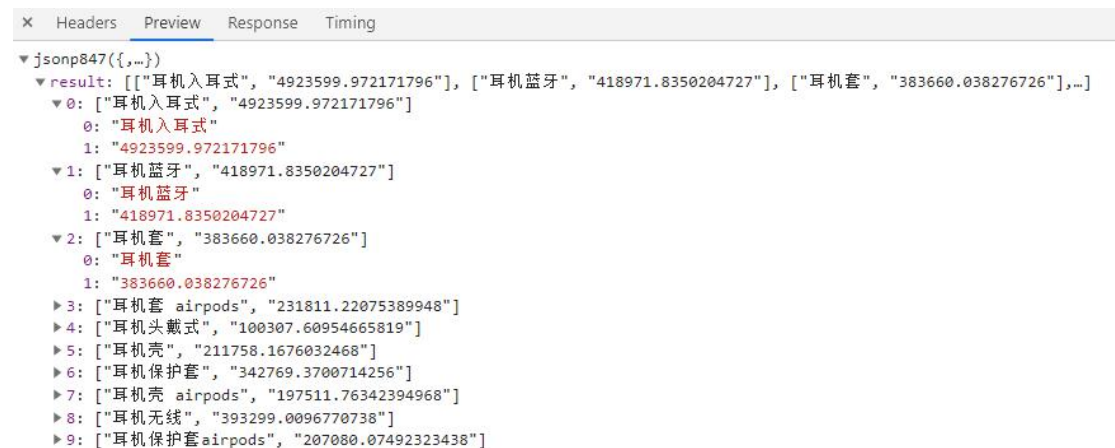 × Headers Preview Response Timing
▼jsonp847({,…})
▼result: [["耳机入耳式", "4923599.972171796"], ["耳机蓝牙", "418971.8350204727"], ["耳机套", "383660.038276726"],…]
▼0: ["耳机入耳式", "4923599.972171796"]
0: "耳机入耳式"
1: "4923599.972171796"
▼1: ["耳机蓝牙", "418971.8350204727"]
0: "耳机蓝牙"
1: "418971.8350204727"
▼2: ["耳机套", "383660.038276726"]
0: "耳机套"
1: "383660.038276726"
▶3: ["耳机套 airpods", "231811.22075389948"]
▶4: ["耳机头戴式", "100307.60954665819"]
▶5: ["耳机壳", "211758.1676032468"]
▶6: ["耳机保护套", "342769.3700714256"]
▶7: ["耳机壳 airpods", "197511.76342394968"]
▶8: ["耳机无线", "393299.0096770738"]
▶9: ["耳机保护套airpods", "207080.07492323438"]